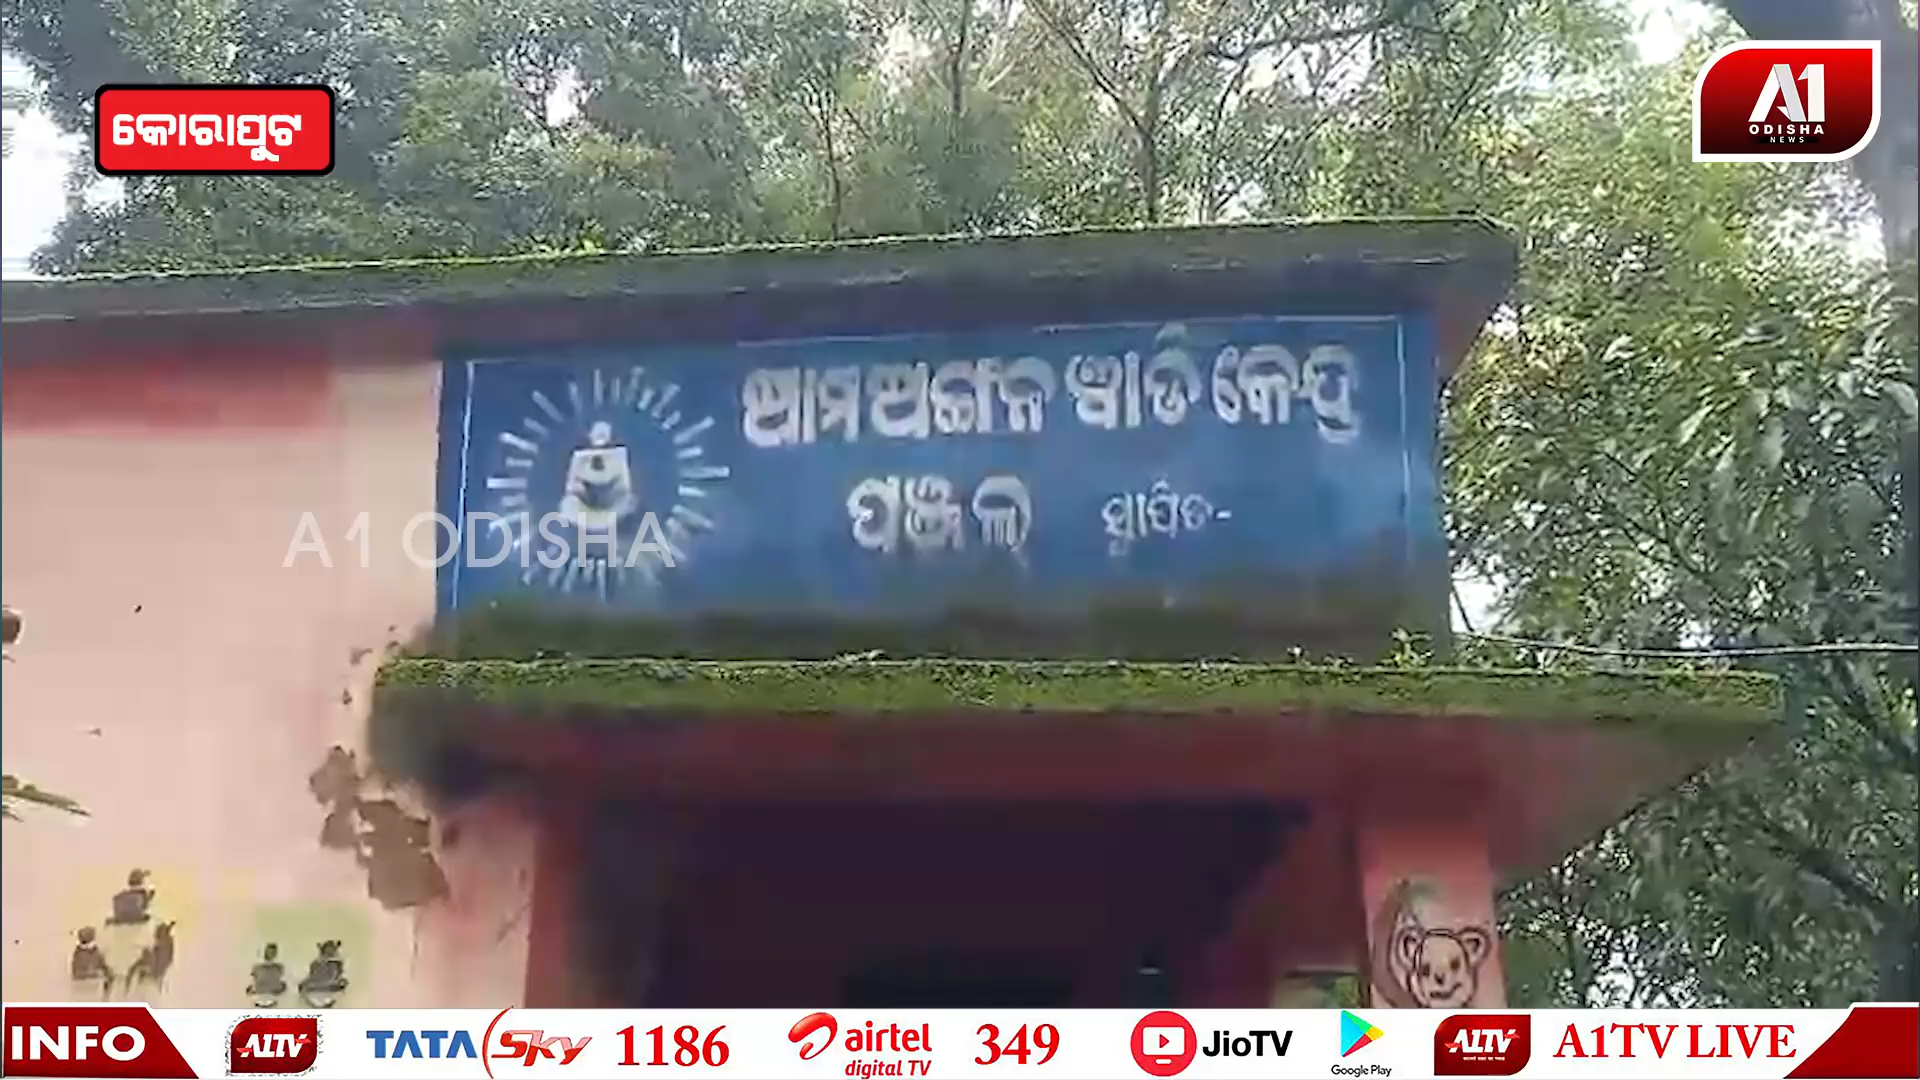 କୋରାପୁଟ
A1
ODISHA
NEWS
ଆମ ଅଙ୍ଗନ ୱାଡି କେନ୍ଦ୍ର
ପଞ୍ଜଲ ସ୍ଥାପିତ-
A1 ODISHA
INFO A1TV TATA Sky 1186 airtel digital TV 349 JioTV Google Play A1TV A1TV LIVE